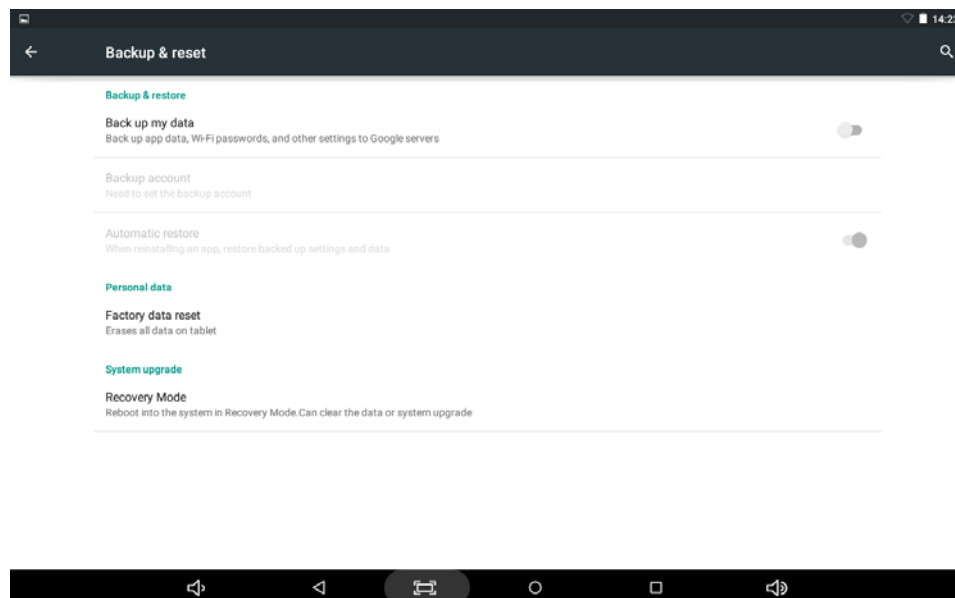 14:23
Backup & reset
Backup & restore
Back up my data
Back up app data, Wi-Fi passwords, and other settings to Google servers
Backup account
Need to set the backup account
Automatic restore
When reinstalling an app, restore backed up settings and data
Personal data
Factory data reset
Erases all data on tablet
System upgrade
Recovery Mode
Reboot into the system in Recovery Mode.Can clear the data or system upgrade